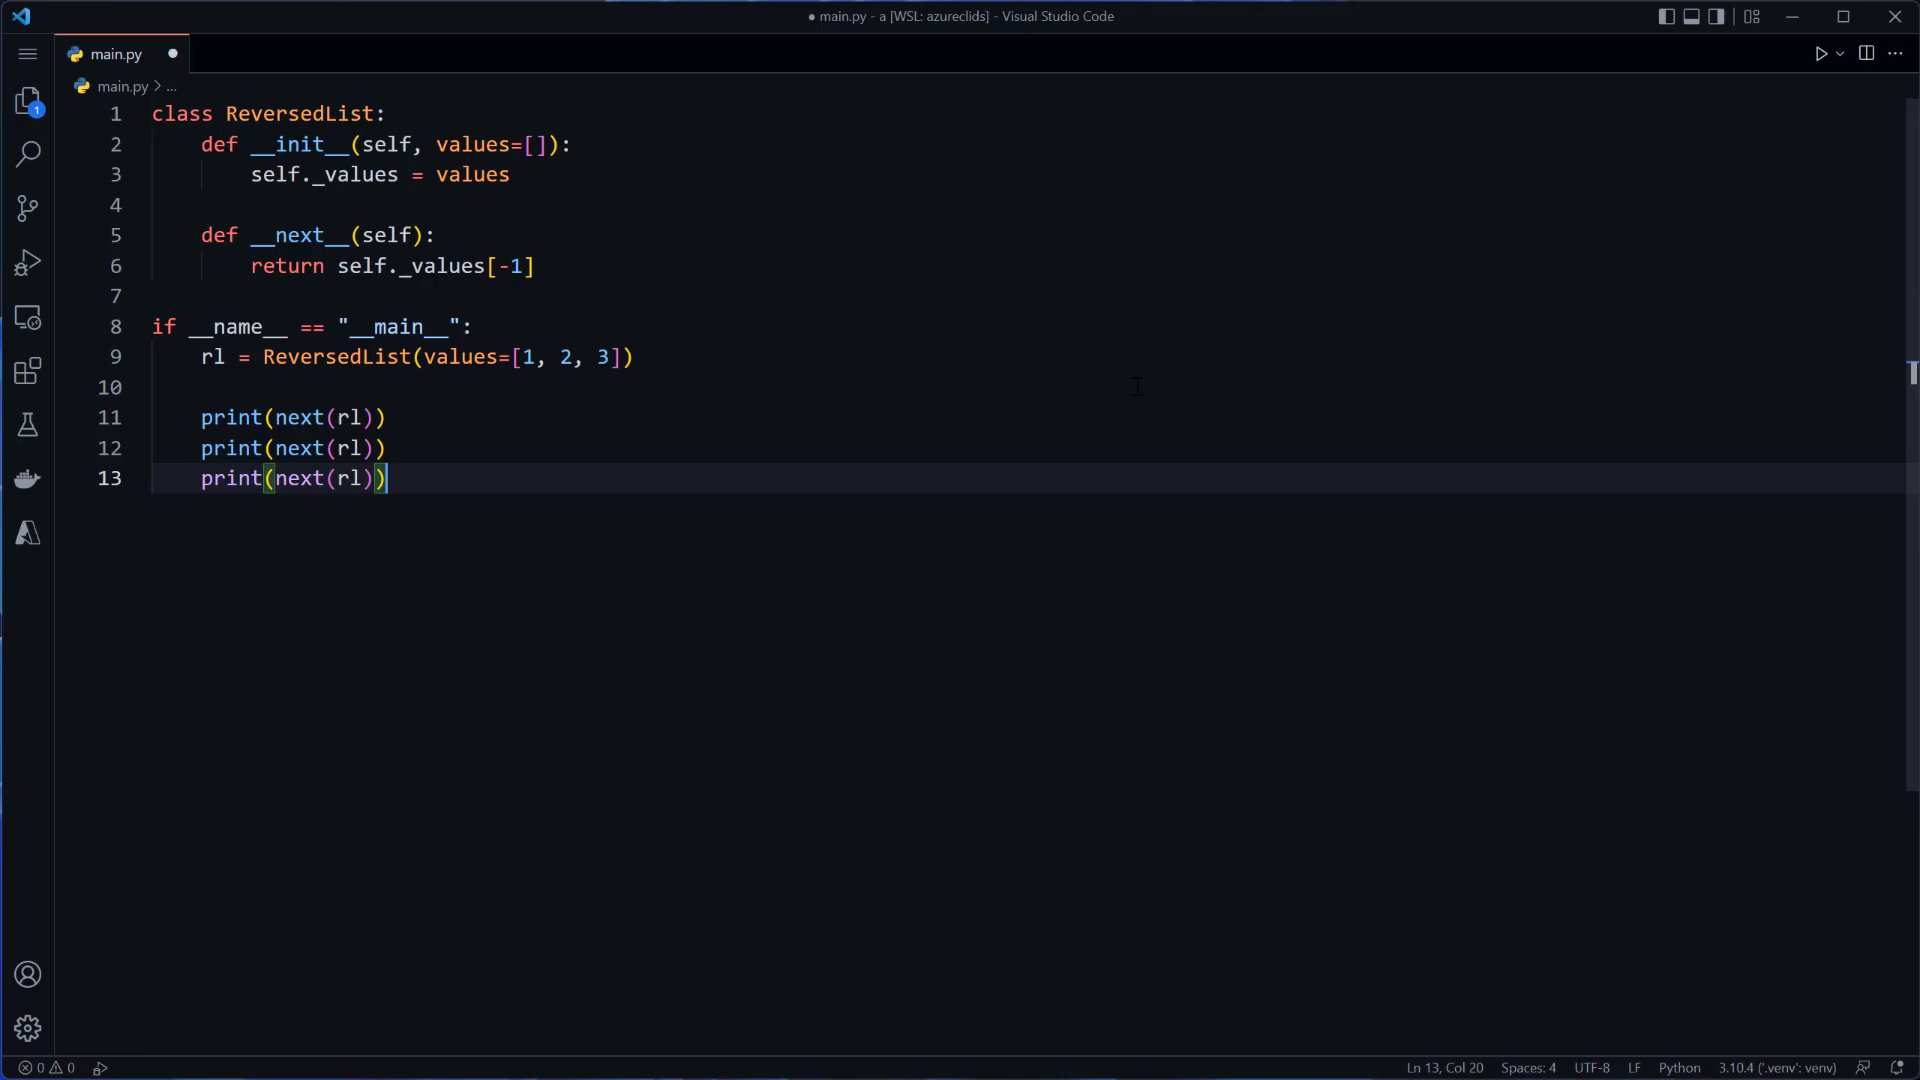 ● main.py - a [WSL: azureclids] - Visual Studio Code
main.py
1
main.py > ...
1 class ReversedList:
2     def __init__(self, values=[]):
3         self._values = values
4
5     def __next__(self):
6         return self._values[-1]
7
8 if __name__ == "__main__":
9     rl = ReversedList(values=[1, 2, 3])
10
11     print(next(rl))
12     print(next(rl))
13     print(next(rl))
0 0 Ln 13, Col 20 Spaces: 4 UTF-8 LF Python 3.10.4 ('.venv': venv)